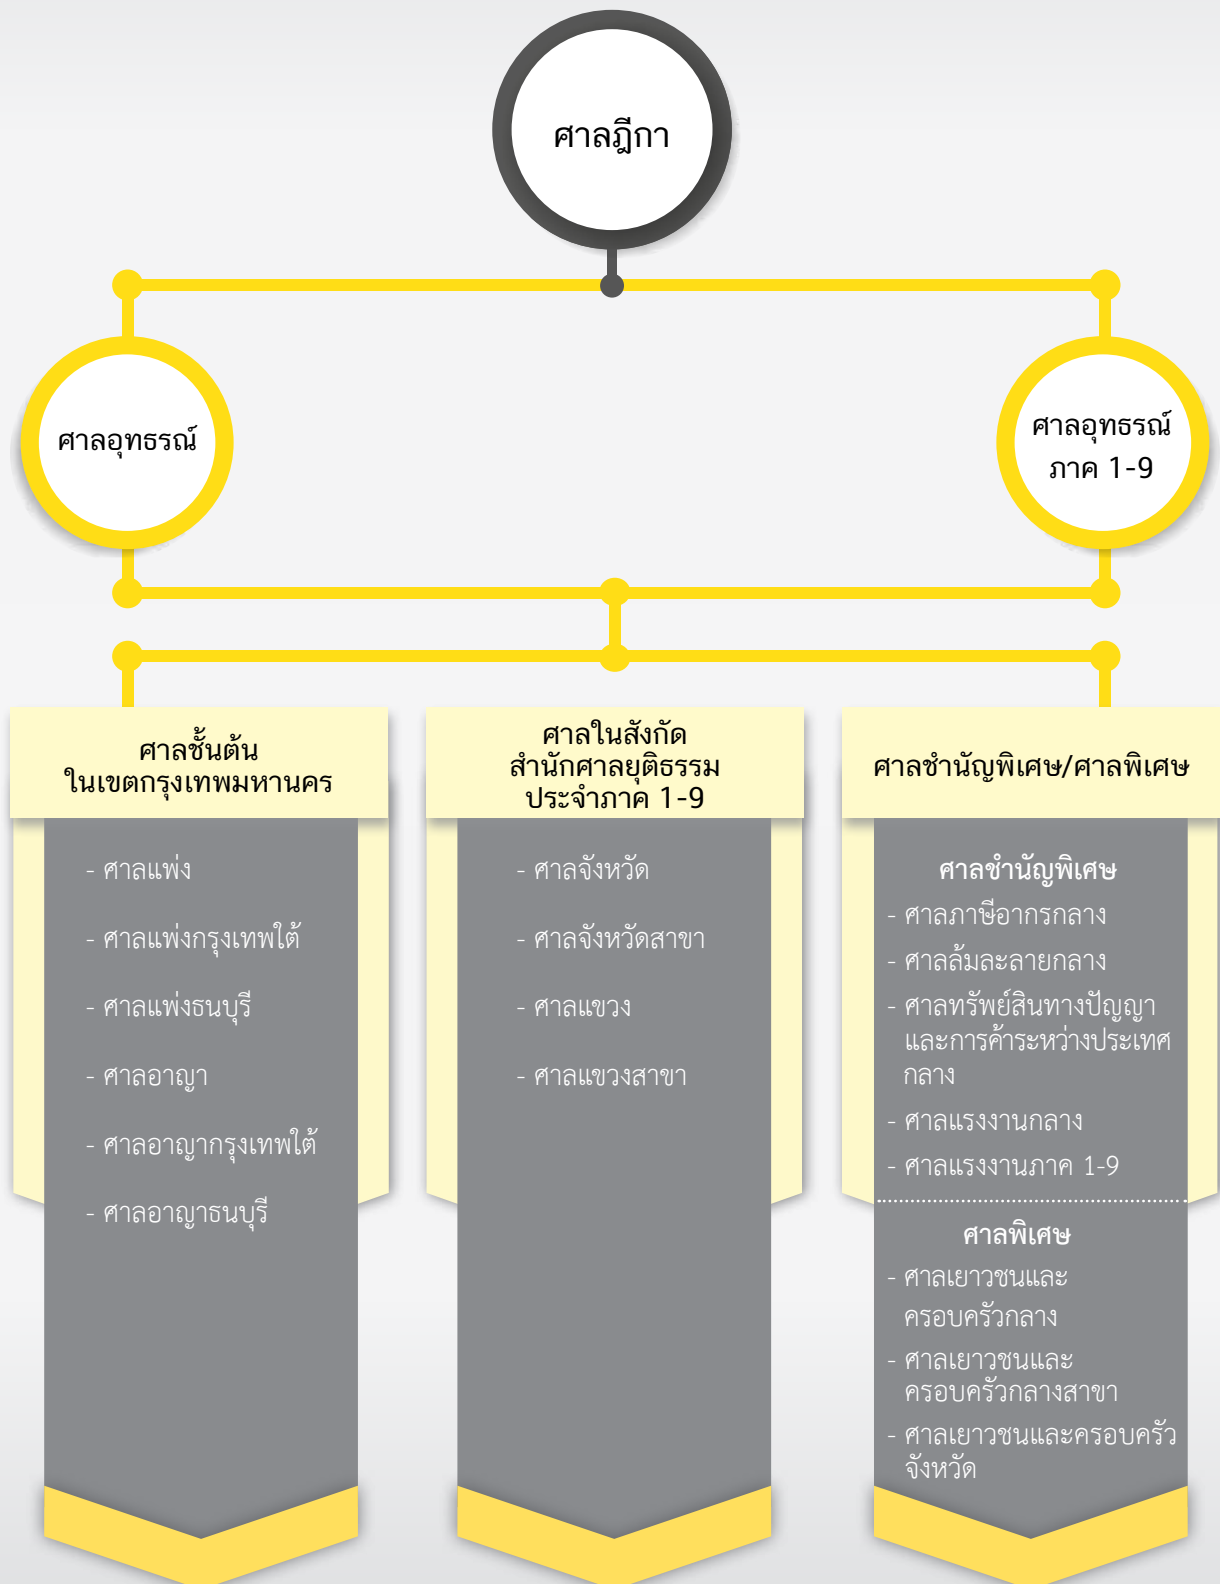 ศาลฎีกา
ศาลอุทธรณ์
ศาลอุทธรณ์
ภาค 1-9
ศาลชั้นต้น
ในเขตกรุงเทพมหานคร
- ศาลแพ่ง
- ศาลแพ่งกรุงเทพใต้
- ศาลแพ่งธนบุรี
- ศาลอาญา
- ศาลอาญากรุงเทพใต้
- ศาลอาญาธนบุรี
ศาลในสังกัด
สำนักศาลยุติธรรม
ประจำภาค 1-9
- ศาลจังหวัด
- ศาลจังหวัดสาขา
- ศาลแขวง
- ศาลแขวงสาขา
ศาลชำนัญพิเศษ/ศาลพิเศษ
ศาลชำนัญพิเศษ
- ศาลภาษีอากรกลาง
- ศาลล้มละลายกลาง
- ศาลทรัพย์สินทางปัญญา
และการค้าระหว่างประเทศ
กลาง
- ศาลแรงงานกลาง
- ศาลแรงงานภาค 1-9
ศาลพิเศษ
- ศาลเยาวชนและ
ครอบครัวกลาง
- ศาลเยาวชนและ
ครอบครัวกลางสาขา
- ศาลเยาวชนและครอบครัว
จังหวัด